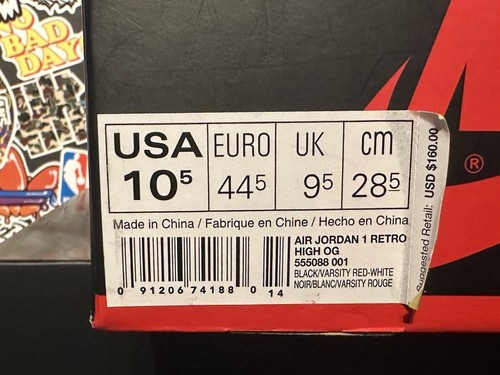 NO
BAD
DAY
USA EURO UK cm
10⁵ 44⁵ 9⁵ 28⁵
Made in China / Fabrique en Chine / Hecho en China
AIR JORDAN 1 RETRO
HIGH OG
555088 001
BLACK/VARSITY RED-WHITE
NOIR/BLANC/VARSITY ROUGE
0 91206 74188 0 14
Suggested Retail: USD $160.00
®
NBA